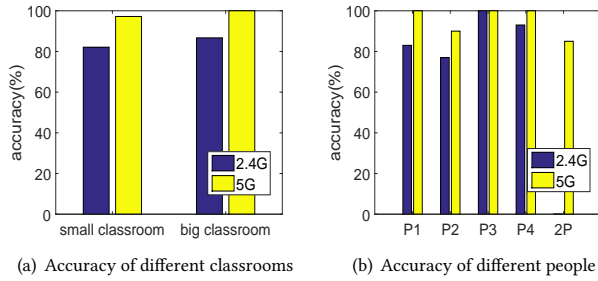 100
80
60
40
20
0
accuracy(%)
small classroom big classroom
2.4G
5G
(a) Accuracy of different classrooms
100
80
60
40
20
0
accuracy(%)
P1 P2 P3 P4 2P
2.4G
5G
(b) Accuracy of different people